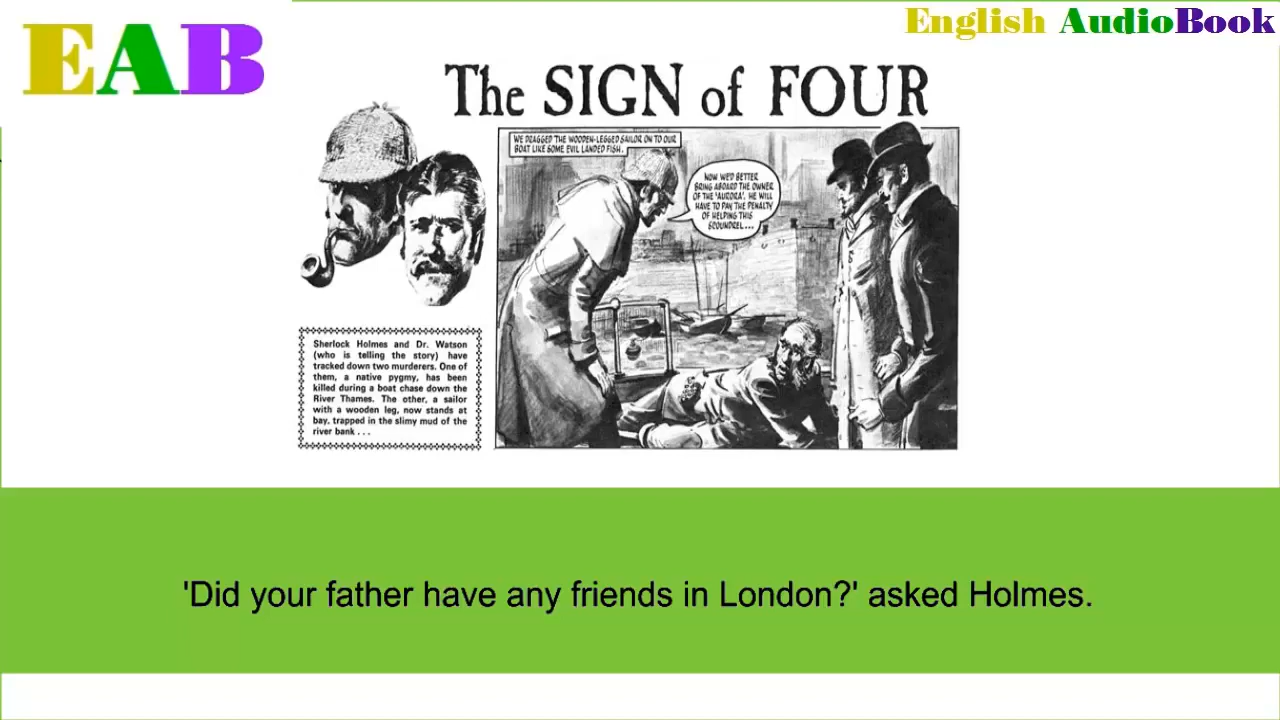 EAB
English AudioBook
The SIGN of FOUR
WE DRAGGED THE WOODEN-LEGGED SAILOR ON TO OUR
BOAT LIKE SOME EVIL LANDED FISH.
NOW WE'D BETTER
BRING ABOARD THE OWNER
OF THE 'AURORA'. HE WILL
HAVE TO PAY THE PENALTY
OF HELPING THIS
SCOUNDREL...
Sherlock Holmes and Dr. Watson
(who is telling the story) have
tracked down two murderers. One of
them, a native pygmy, has been
killed during a boat chase down the
River Thames. The other, a sailor
with a wooden leg, now stands at
bay, trapped in the slimy mud of the
river bank . . .
'Did your father have any friends in London?' asked Holmes.